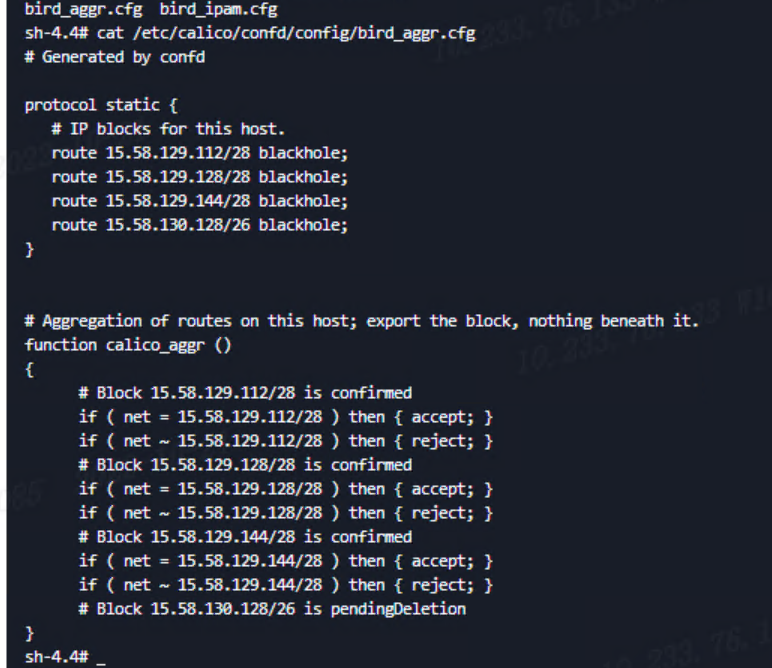 bird_aggr.cfg  bird_ipam.cfg
sh-4.4# cat /etc/calico/confd/config/bird_aggr.cfg
# Generated by confd

protocol static {
   # IP blocks for this host.
   route 15.58.129.112/28 blackhole;
   route 15.58.129.128/28 blackhole;
   route 15.58.129.144/28 blackhole;
   route 15.58.130.128/26 blackhole;
}


# Aggregation of routes on this host; export the block, nothing beneath it.
function calico_aggr ()
{
      # Block 15.58.129.112/28 is confirmed
      if ( net = 15.58.129.112/28 ) then { accept; }
      if ( net ~ 15.58.129.112/28 ) then { reject; }
      # Block 15.58.129.128/28 is confirmed
      if ( net = 15.58.129.128/28 ) then { accept; }
      if ( net ~ 15.58.129.128/28 ) then { reject; }
      # Block 15.58.129.144/28 is confirmed
      if ( net = 15.58.129.144/28 ) then { accept; }
      if ( net ~ 15.58.129.144/28 ) then { reject; }
      # Block 15.58.130.128/26 is pendingDeletion
}
sh-4.4# _